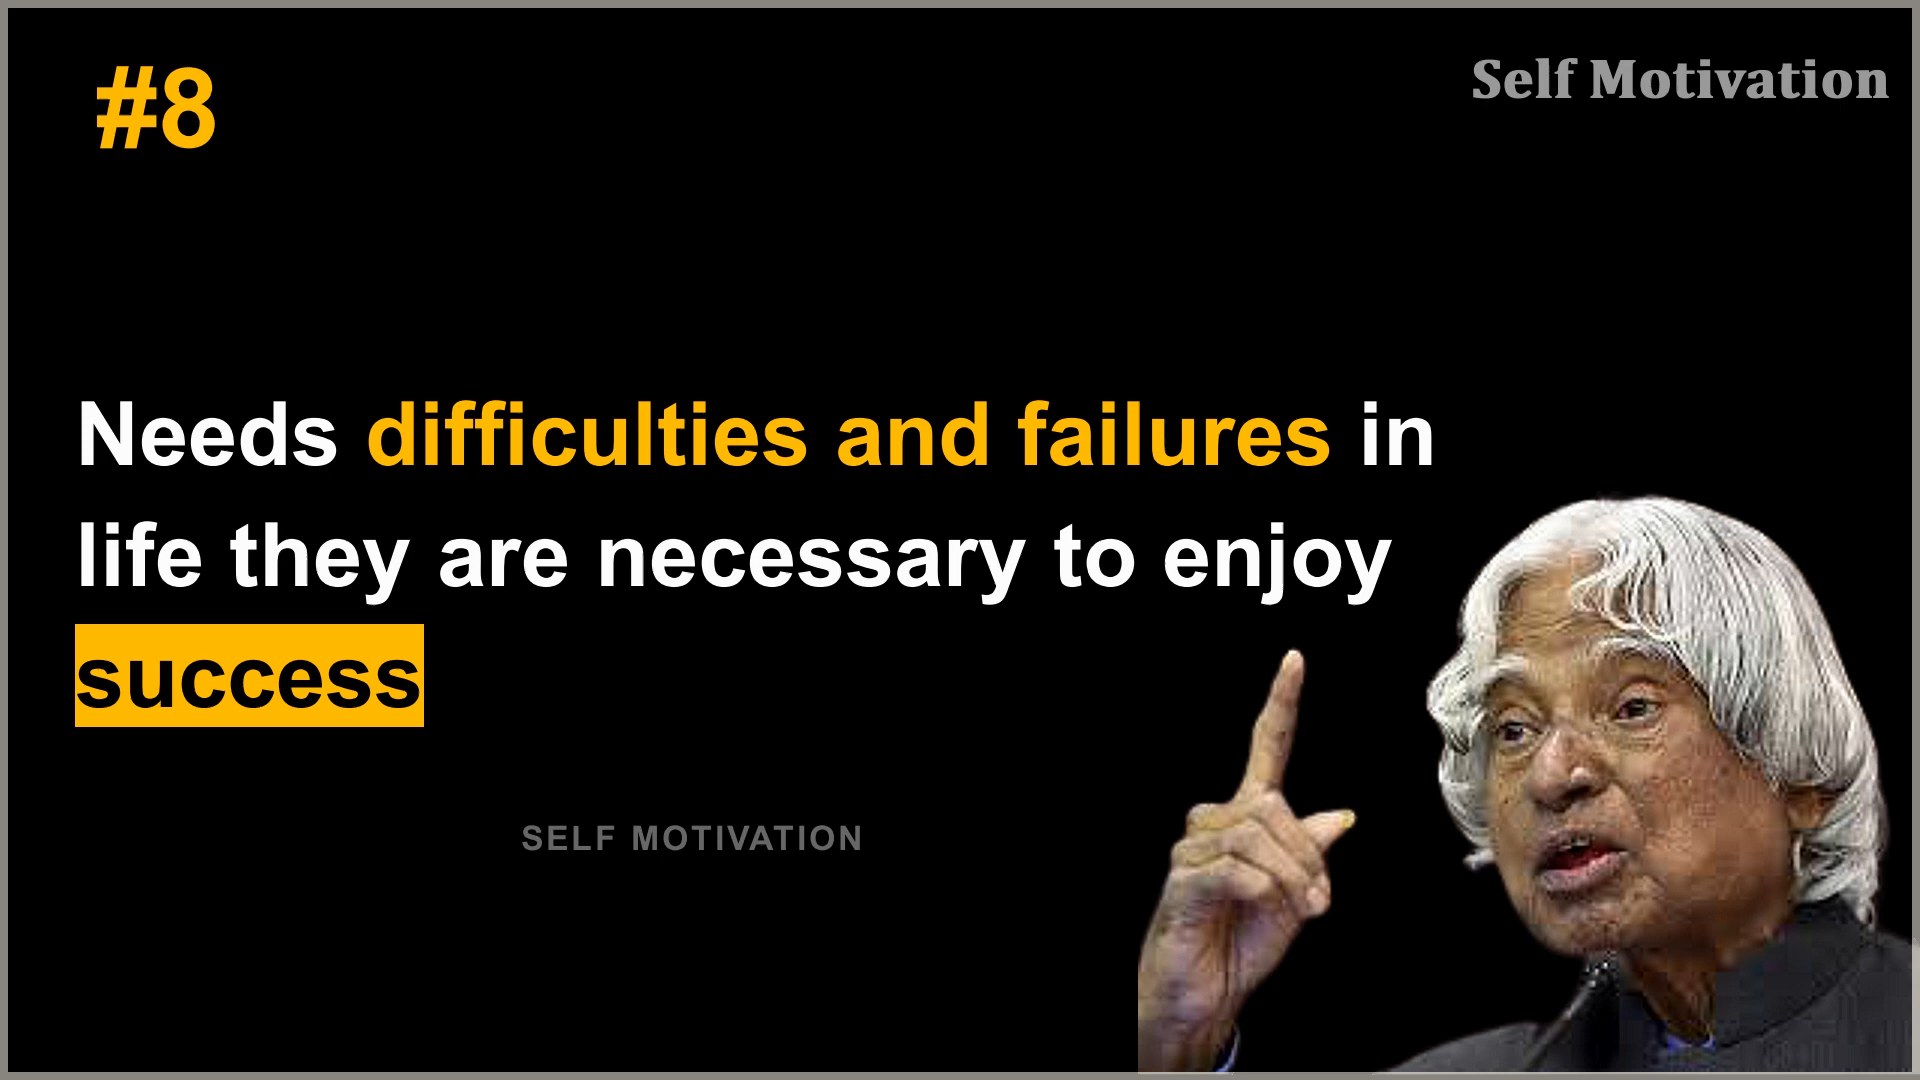 #8
Self Motivation
Needs difficulties and failures in
life they are necessary to enjoy
success
SELF MOTIVATION